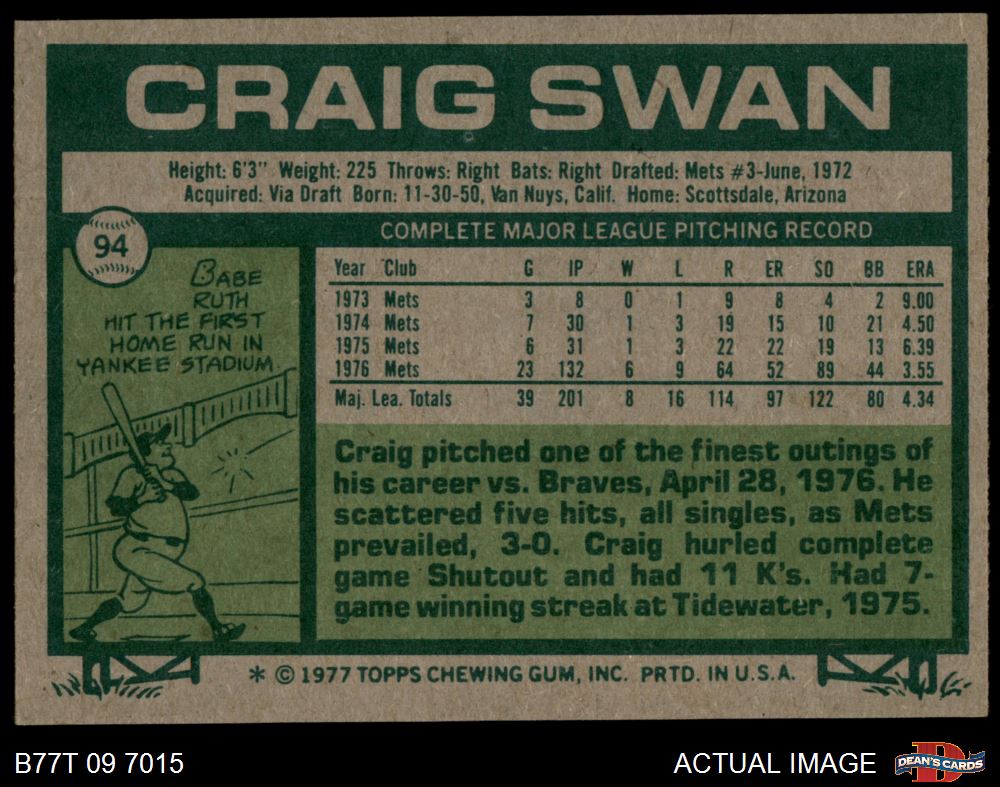 CRAIG SWAN
Height: 6'3" Weight: 225 Throws: Right Bats: Right Drafted: Mets #3-June, 1972
Acquired: Via Draft Born: 11-30-50, Van Nuys, Calif. Home: Scottsdale, Arizona
94
BABE
RUTH
HIT THE FIRST
HOME RUN IN
YANKEE STADIUM.
COMPLETE MAJOR LEAGUE PITCHING RECORD
Year Club G IP W L R ER SO BB ERA
1973 Mets 3 8 0 1 9 8 4 2 9.00
1974 Mets 7 30 1 3 19 15 10 21 4.50
1975 Mets 6 31 1 3 22 22 19 13 6.39
1976 Mets 23 132 6 9 64 52 89 44 3.55
Maj. Lea. Totals 39 201 8 16 114 97 122 80 4.34
Craig pitched one of the finest outings of
his career vs. Braves, April 28, 1976. He
scattered five hits, all singles, as Mets
prevailed, 3-0. Craig hurled complete
game Shutout and had 11 K's. Had 7-
game winning streak at Tidewater, 1975.
* © 1977 TOPPS CHEWING GUM, INC. PRTD. IN U.S.A.
B77T 09 7015
ACTUAL IMAGE
DEAN'S CARDS